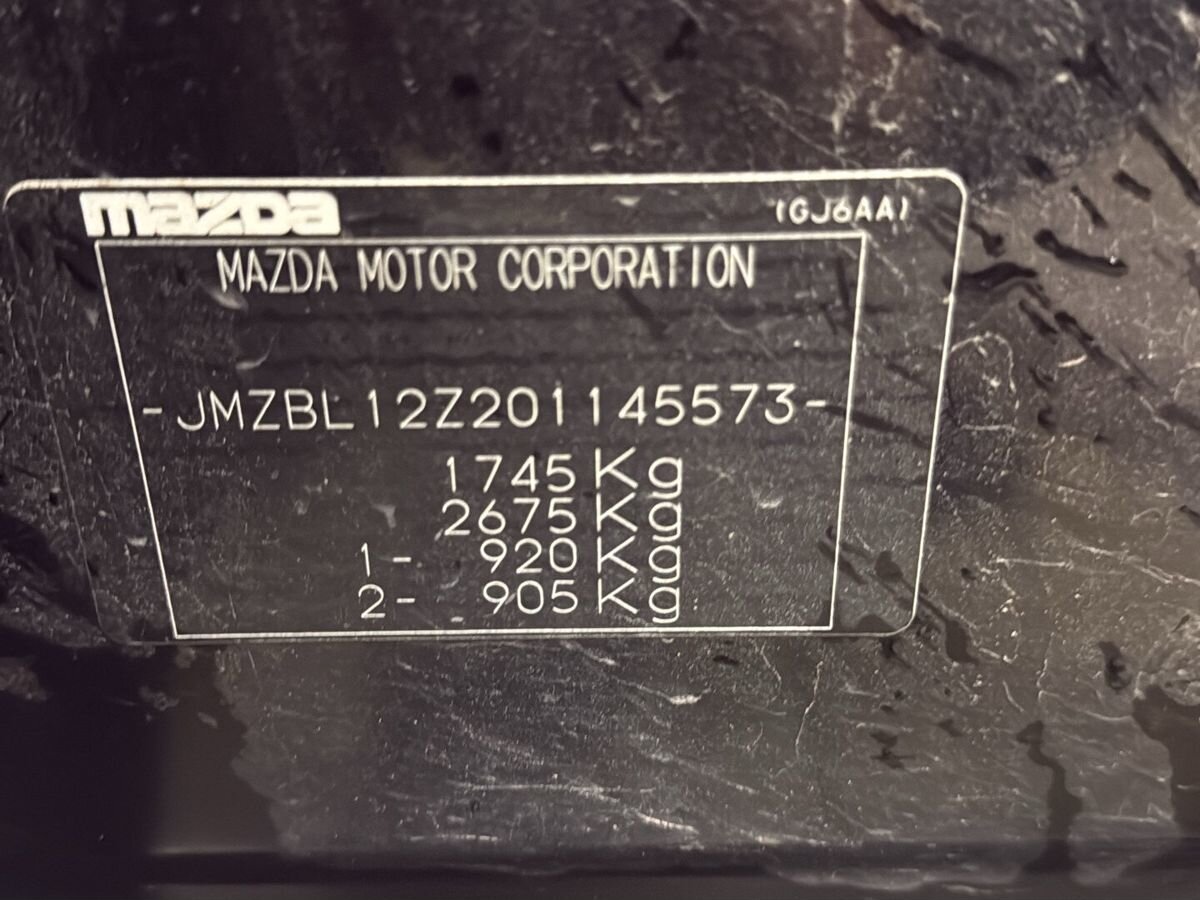 mazda
(GJ6AA)
MAZDA MOTOR CORPORATION
-JMZBL12Z201145573-
1745Kg
2675Kg
1- 920Kg
2- 905Kg